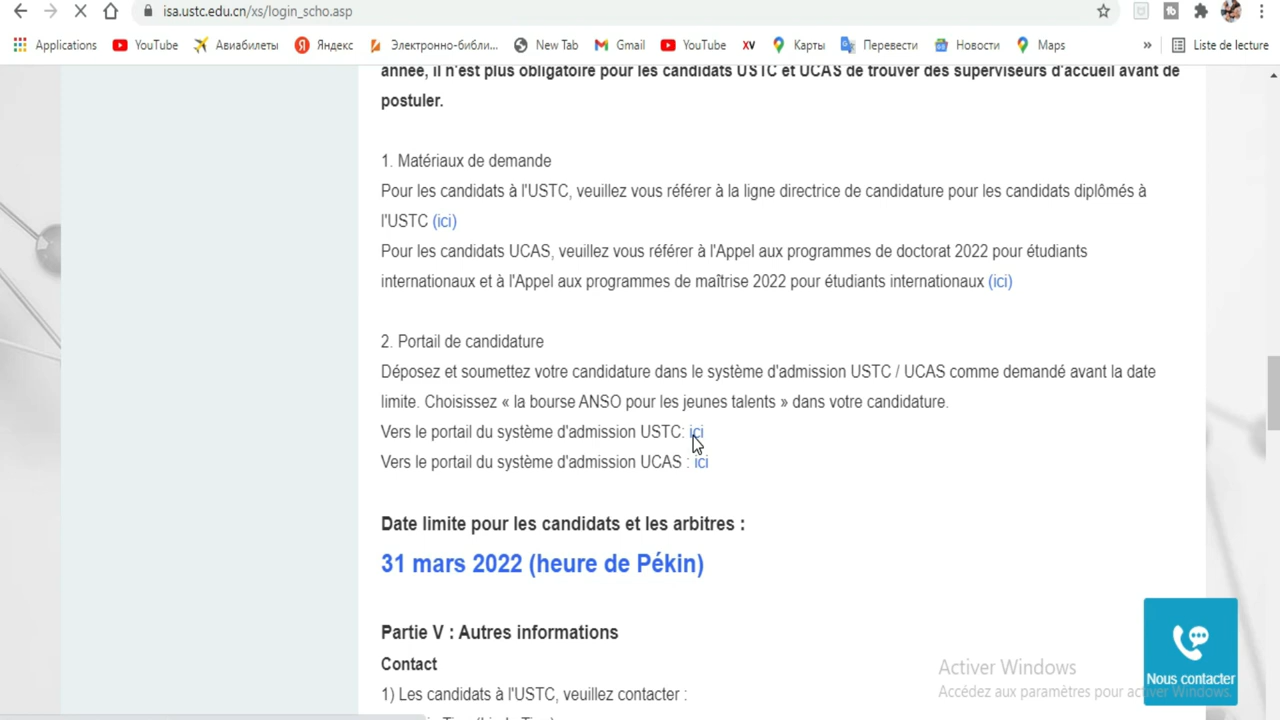 isa.ustc.edu.cn/xs/login_scho.asp
Applications YouTube Авиабилеты Яндекс Электронно-библи... New Tab Gmail YouTube XV Карты Перевести Новости Maps » Liste de lecture
année, il n'est plus obligatoire pour les candidats USTC et UCAS de trouver des superviseurs d'accueil avant de
postuler.
1. Matériaux de demande
Pour les candidats à l'USTC, veuillez vous référer à la ligne directrice de candidature pour les candidats diplômés à
l'USTC (ici)
Pour les candidats UCAS, veuillez vous référer à l'Appel aux programmes de doctorat 2022 pour étudiants
internationaux et à l'Appel aux programmes de maîtrise 2022 pour étudiants internationaux (ici)
2. Portail de candidature
Déposez et soumettez votre candidature dans le système d'admission USTC / UCAS comme demandé avant la date
limite. Choisissez « la bourse ANSO pour les jeunes talents » dans votre candidature.
Vers le portail du système d'admission USTC: ici
Vers le portail du système d'admission UCAS : ici
Date limite pour les candidats et les arbitres :
31 mars 2022 (heure de Pékin)
Partie V : Autres informations
Contact
1) Les candidats à l'USTC, veuillez contacter :
Nous contacter
Activer Windows
Accédez aux paramètres pour activer Windows.